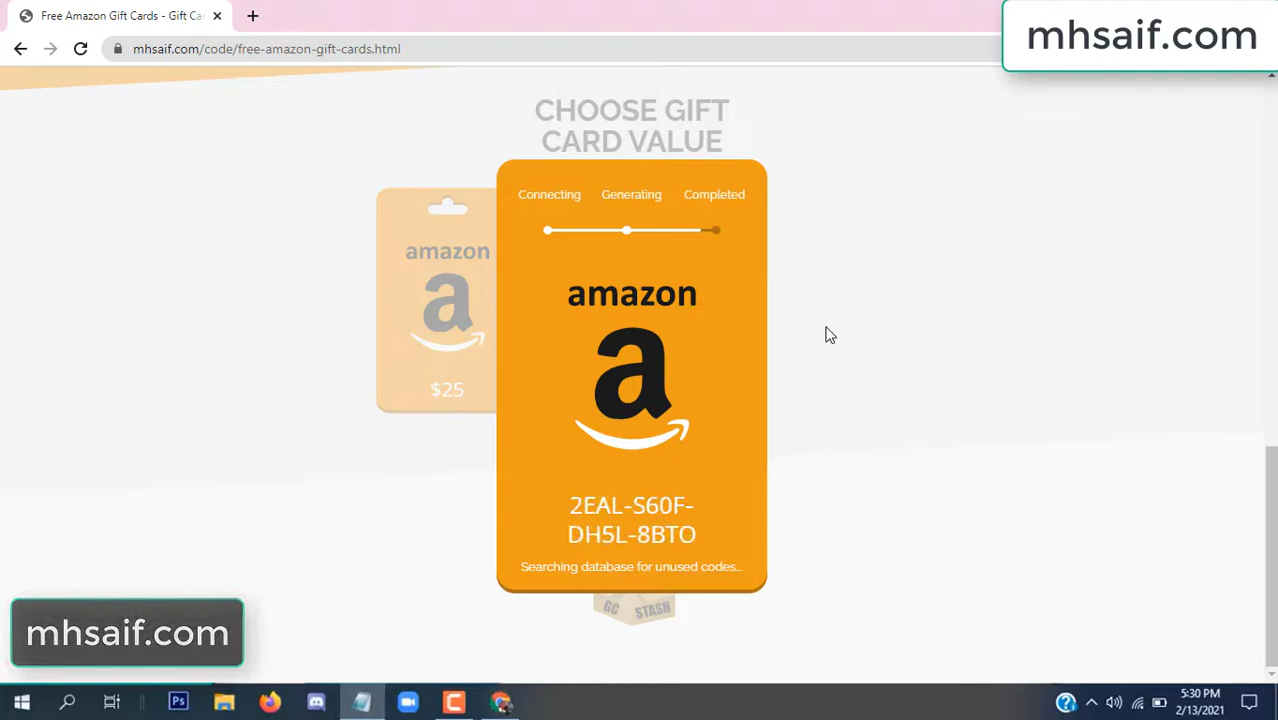 Free Amazon Gift Cards - Gift Ca
mhsaif.com/code/free-amazon-gift-cards.html
mhsaif.com
CHOOSE GIFT
CARD VALUE
Connecting Generating Completed
amazon
a
$25
amazon
a
2EAL-S60F-
DH5L-8BTO
Searching database for unused codes...
GC STASH
mhsaif.com
Ps
5:30 PM
2/13/2021